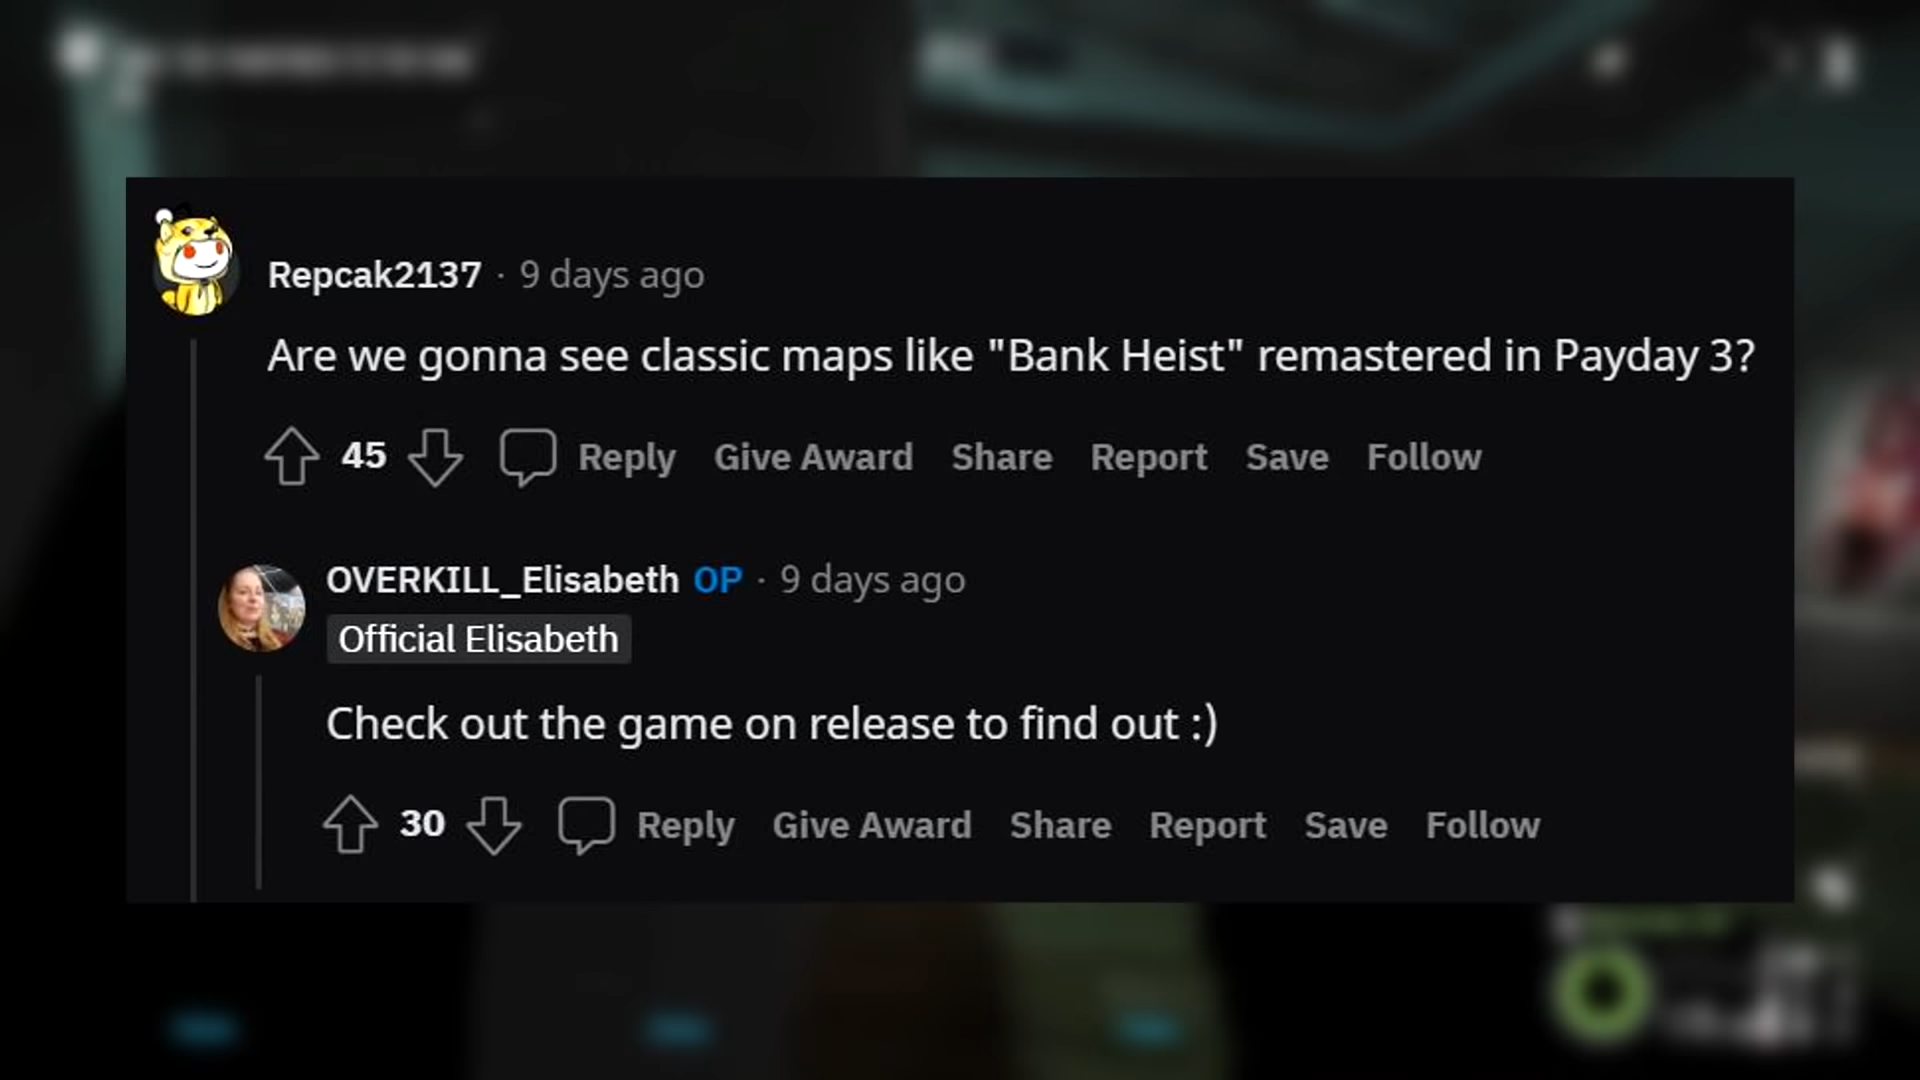 Repcak2137 · 9 days ago
Are we gonna see classic maps like "Bank Heist" remastered in Payday 3?
45 Reply Give Award Share Report Save Follow
OVERKILL_Elisabeth OP · 9 days ago
Official Elisabeth
Check out the game on release to find out :)
30 Reply Give Award Share Report Save Follow